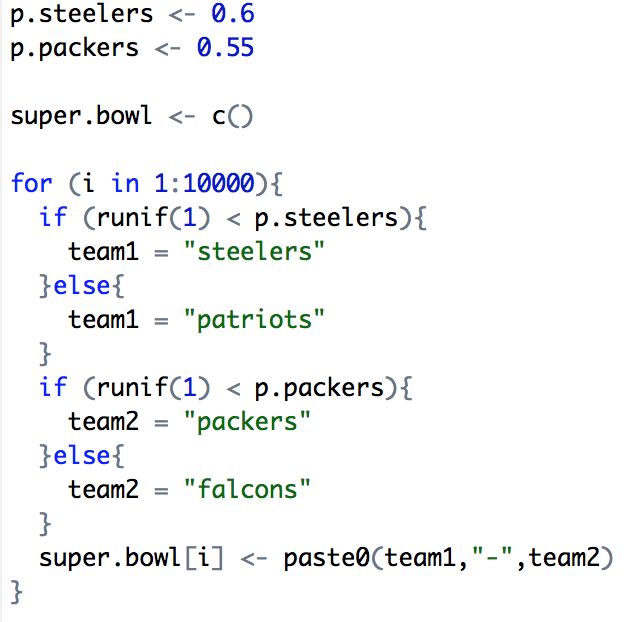 p.steelers <- 0.6
p.packers <- 0.55

super.bowl <- c()

for (i in 1:10000){
  if (runif(1) < p.steelers){
    team1 = "steelers"
  }else{
    team1 = "patriots"
  }
  if (runif(1) < p.packers){
    team2 = "packers"
  }else{
    team2 = "falcons"
  }
  super.bowl[i] <- paste0(team1,"-",team2)
}